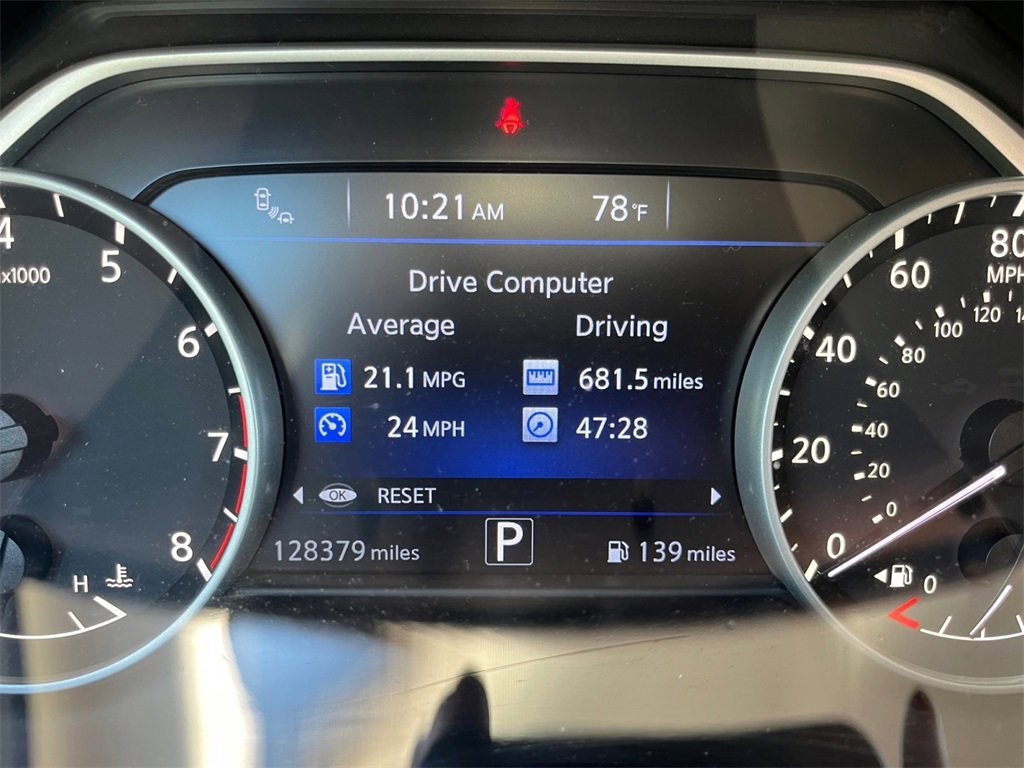 10:21 AM 78°F
Drive Computer
Average Driving
21.1 MPG 681.5 miles
24 MPH 47:28
OK RESET
128379 miles P 139 miles
4
x1000
5
6
7
8
H
80
MPH
60
40
20
0
120
100
80
60
40
20
0
0